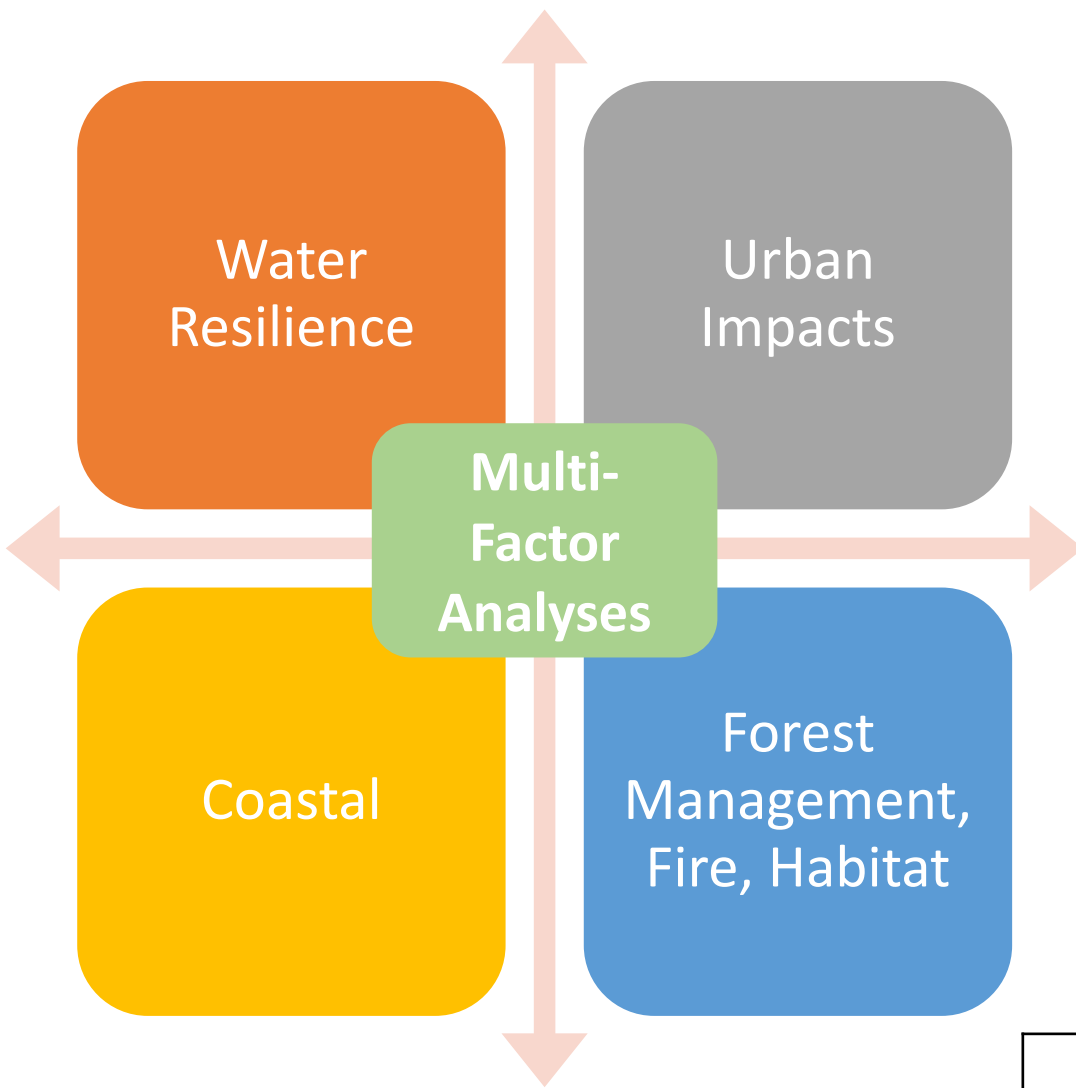 Water
Resilience
Urban
Impacts
Multi-
Factor
Analyses
Coastal
Forest
Management,
Fire, Habitat